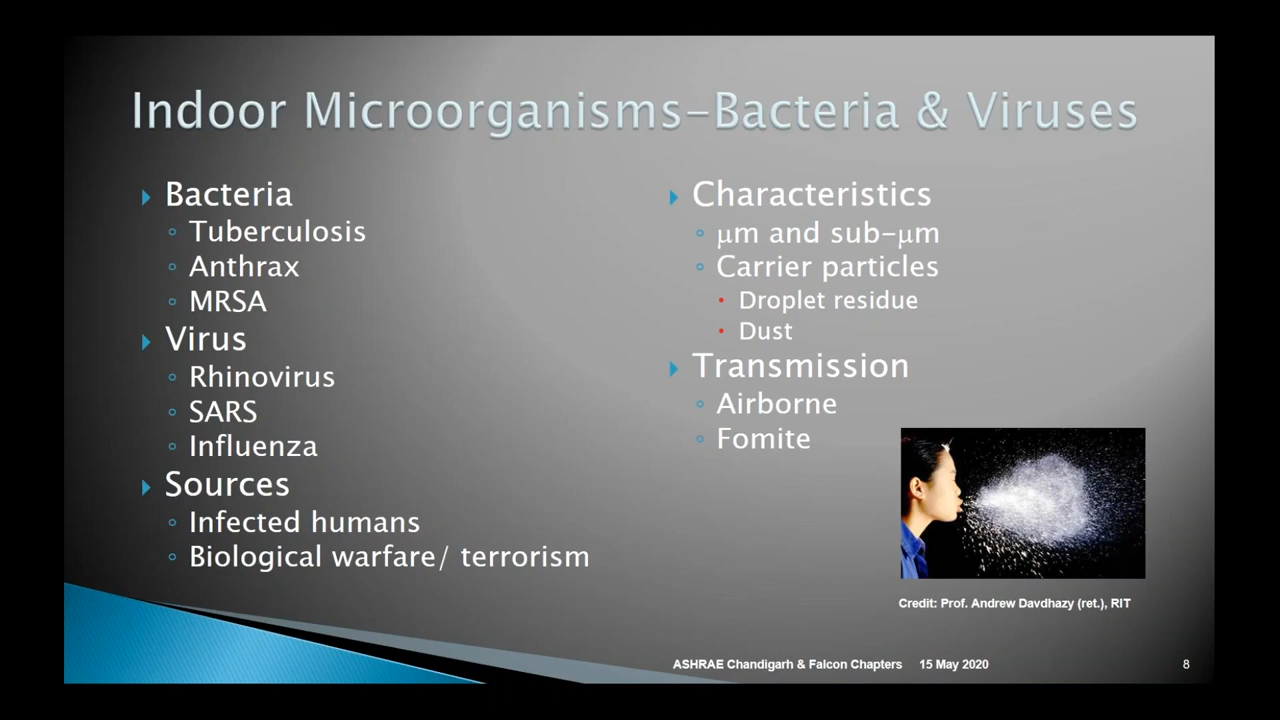 Indoor Microorganisms-Bacteria & Viruses
Bacteria
Tuberculosis
Anthrax
MRSA
Virus
Rhinovirus
SARS
Influenza
Sources
Infected humans
Biological warfare/ terrorism
Characteristics
μm and sub-μm
Carrier particles
Droplet residue
Dust
Transmission
Airborne
Fomite
Credit: Prof. Andrew Davdhazy (ret.), RIT
ASHRAE Chandigarh & Falcon Chapters 15 May 2020 8